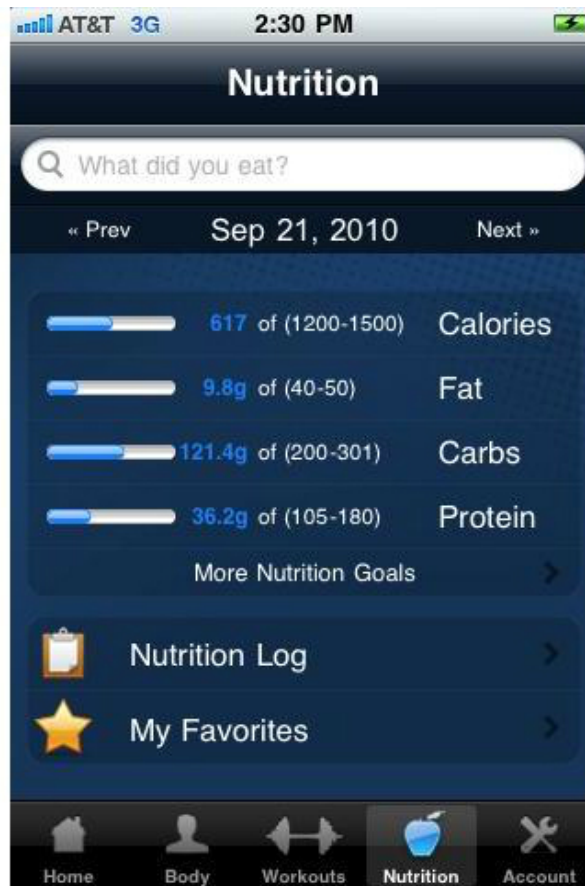 AT&T 3G 2:30 PM
Nutrition
What did you eat?
« Prev Sep 21, 2010 Next »
617 of (1200-1500) Calories
9.8g of (40-50) Fat
121.4g of (200-301) Carbs
36.2g of (105-180) Protein
More Nutrition Goals
Nutrition Log
My Favorites
Home Body Workouts Nutrition Account